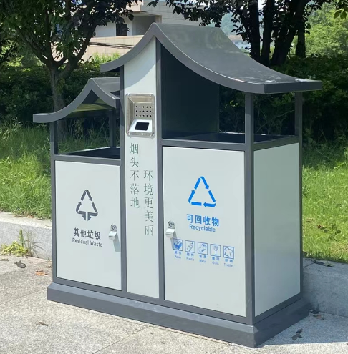 其他垃圾
Residual Waste
烟头不落地
环境更美丽
可回收物
Recyclable